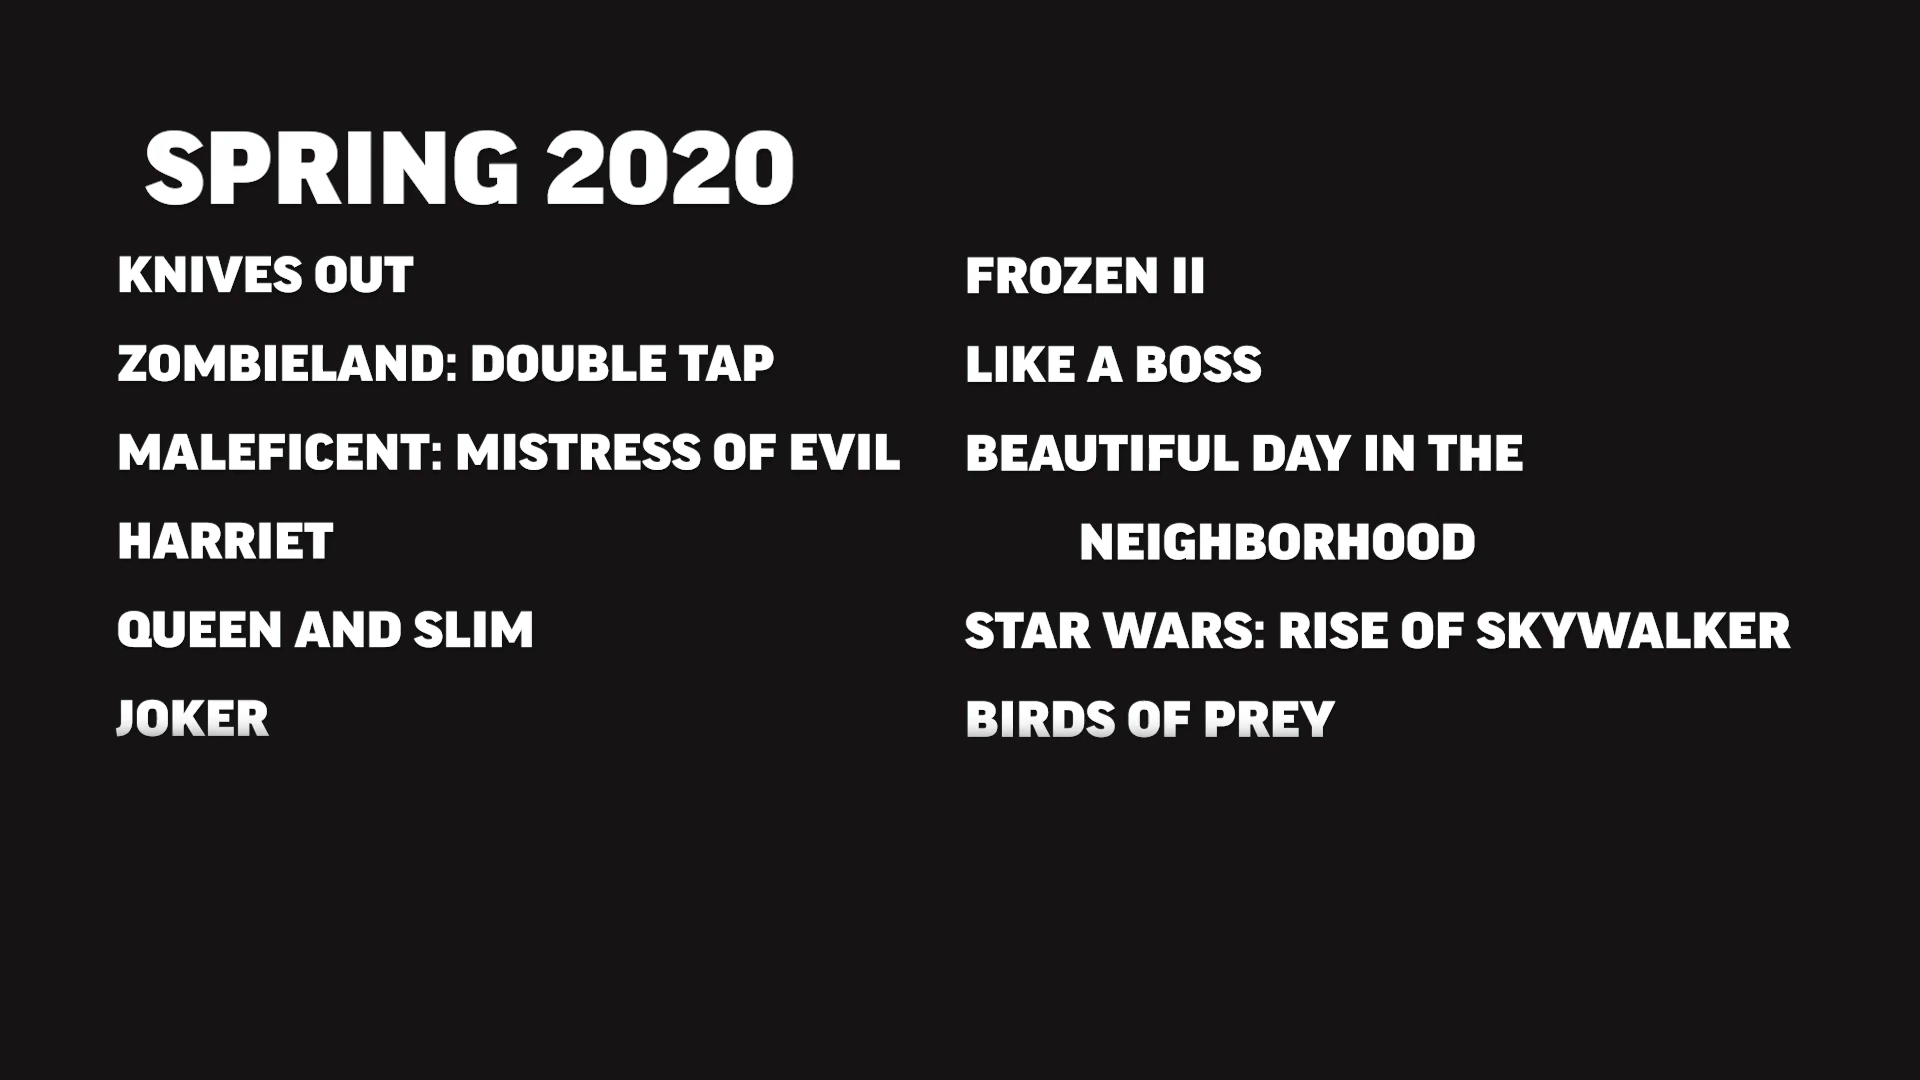 SPRING 2020
KNIVES OUT
ZOMBIELAND: DOUBLE TAP
MALEFICENT: MISTRESS OF EVIL
HARRIET
QUEEN AND SLIM
JOKER
FROZEN II
LIKE A BOSS
BEAUTIFUL DAY IN THE
NEIGHBORHOOD
STAR WARS: RISE OF SKYWALKER
BIRDS OF PREY